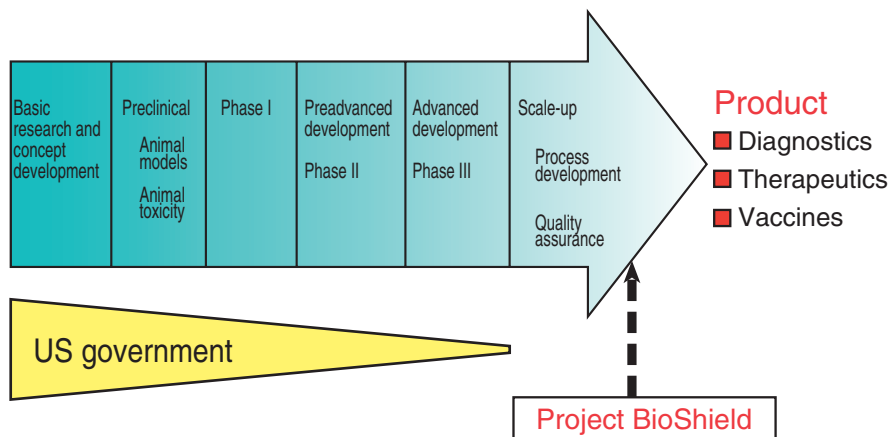 Basic
research and
concept
development
Preclinical
Animal
models
Animal
toxicity
Phase I
Preadvanced
development
Phase II
Advanced
development
Phase III
Scale-up
Process
development
Quality
assurance
Product
Diagnostics
Therapeutics
Vaccines
US government
Project BioShield